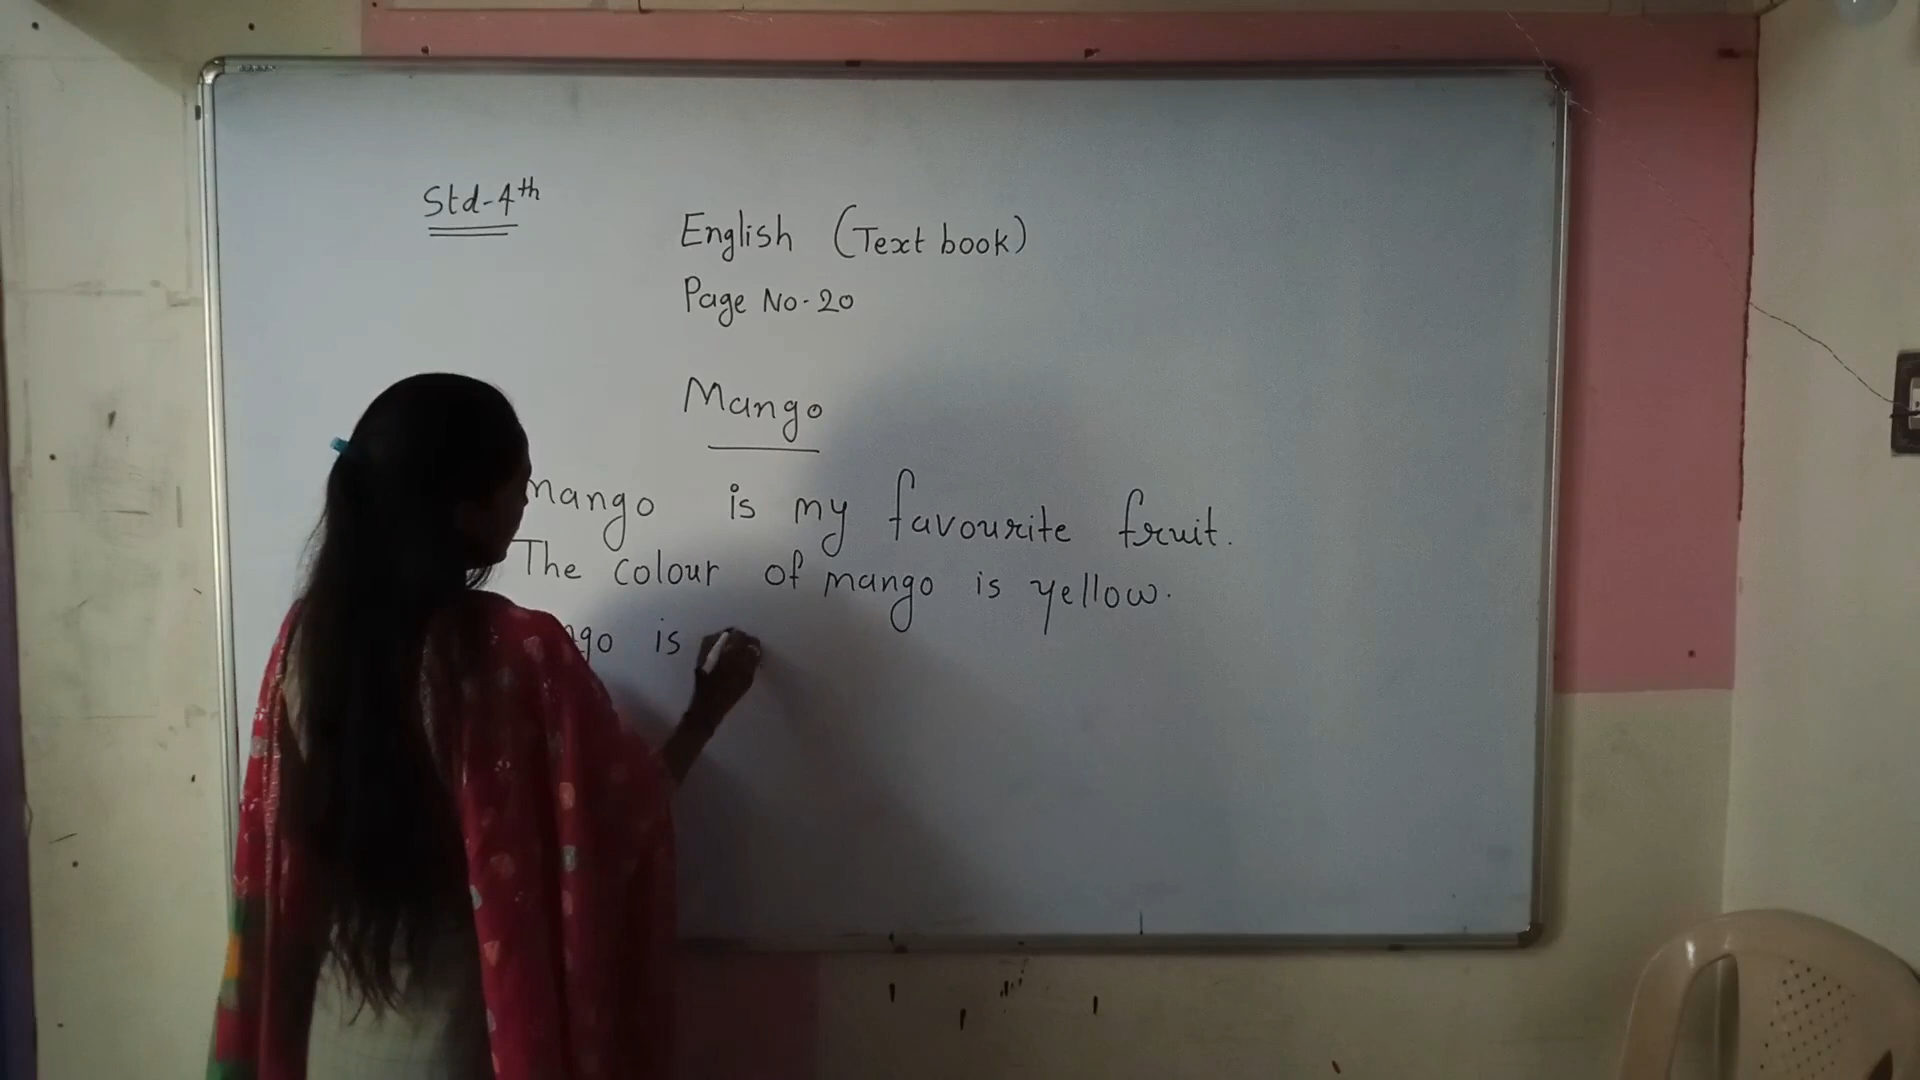 Std-4th
English (Text book)
Page No-20
Mango
mango is my favourite fruit.
The colour of mango is yellow.
is